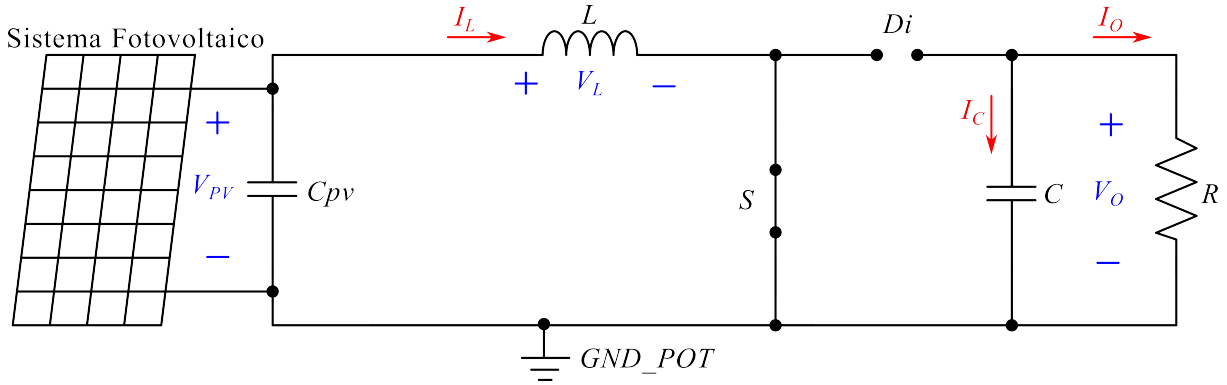 Sistema Fotovoltaico
I_L
L
+ V_L −
Di
I_O
+
V_PV
−
Cpv
S
I_C
C
+
V_O
−
R
GND_POT